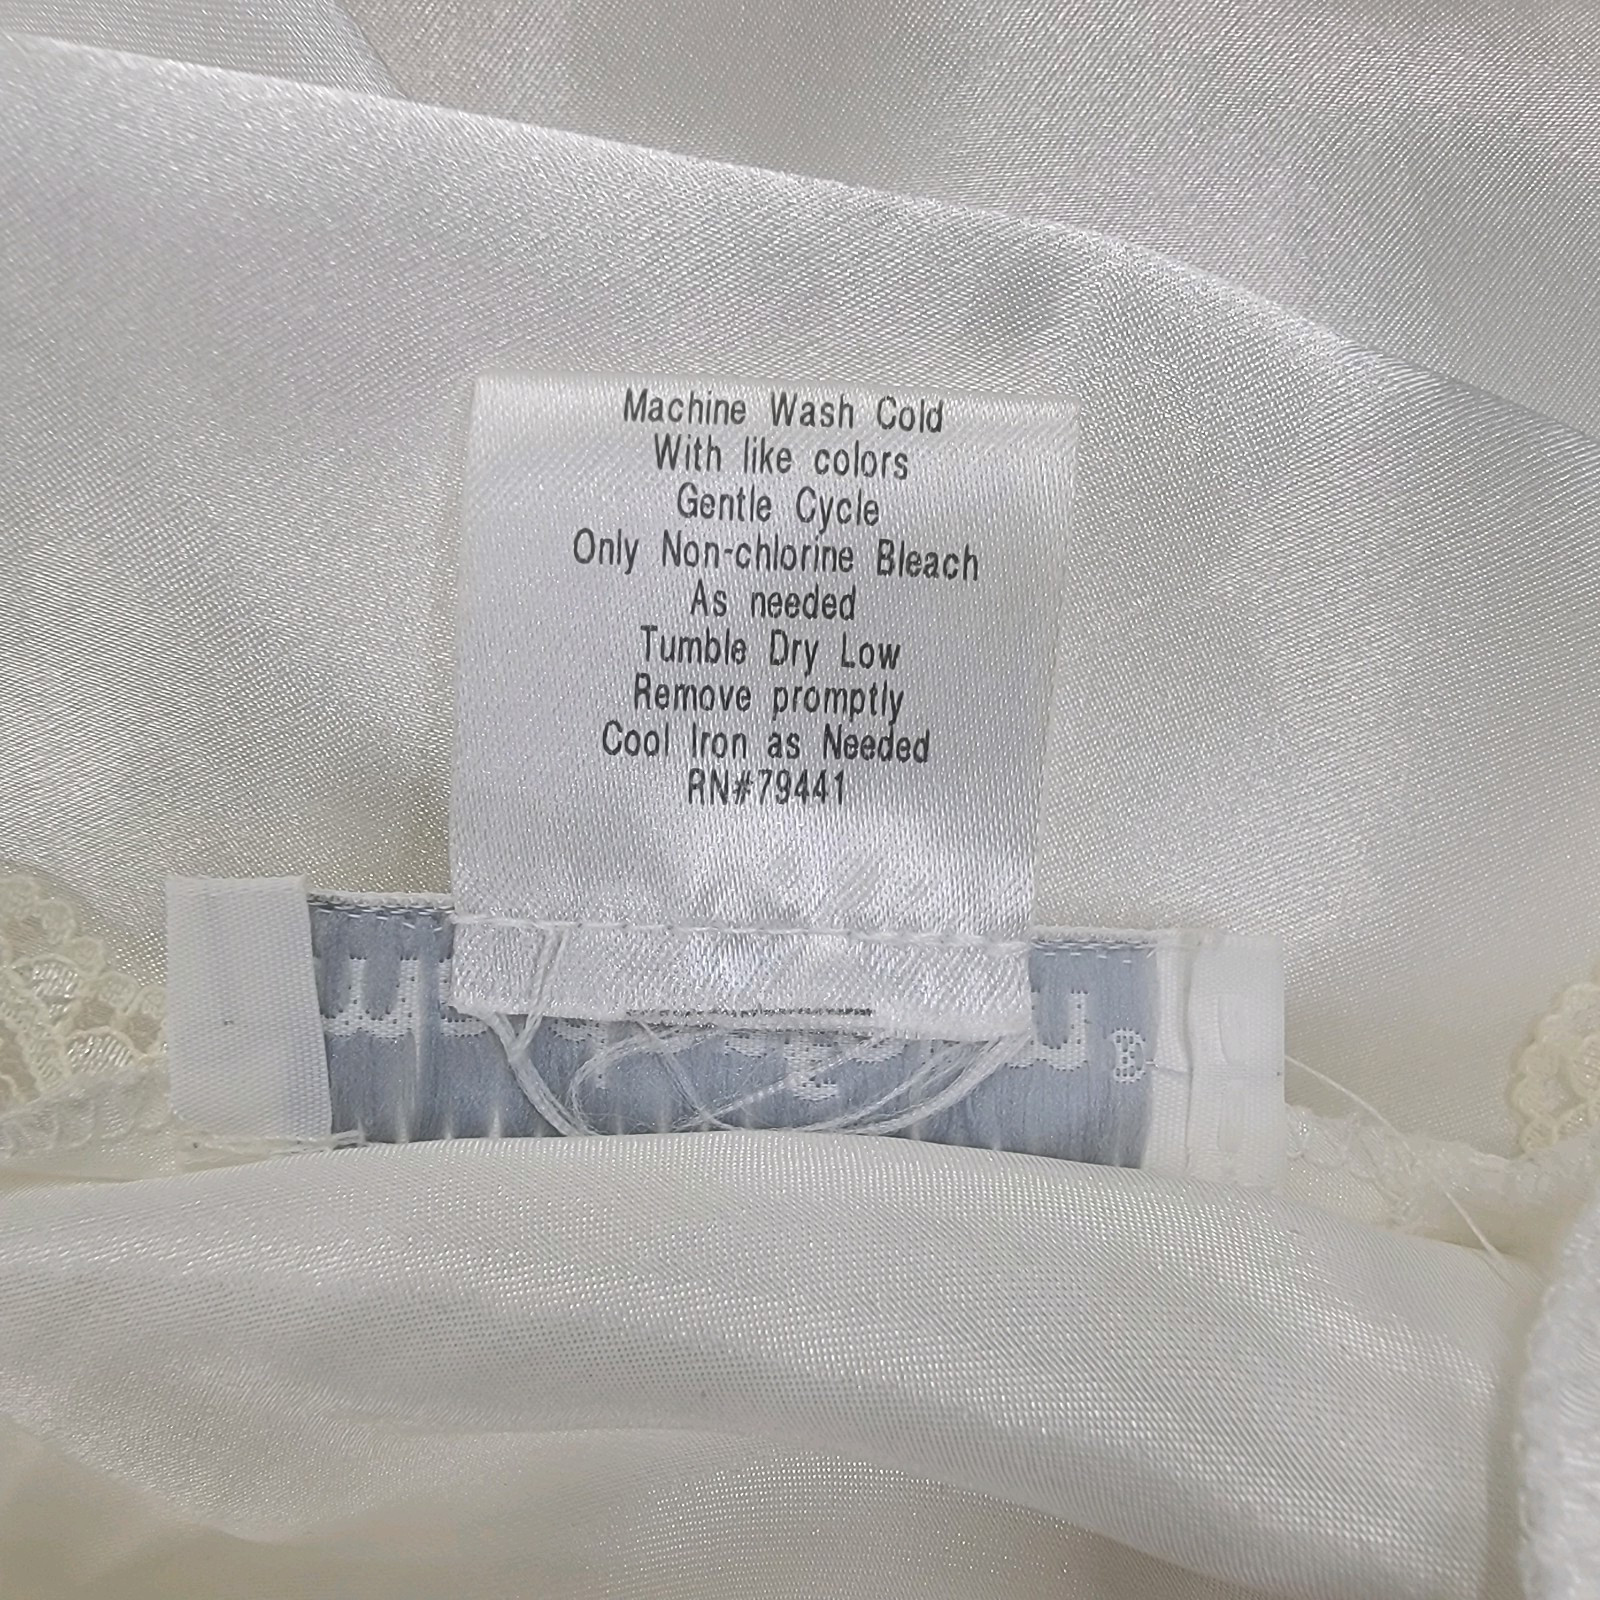 Machine Wash Cold
With like colors
Gentle Cycle
Only Non-chlorine Bleach
As needed
Tumble Dry Low
Remove promptly
Cool Iron as Needed
RN#79441